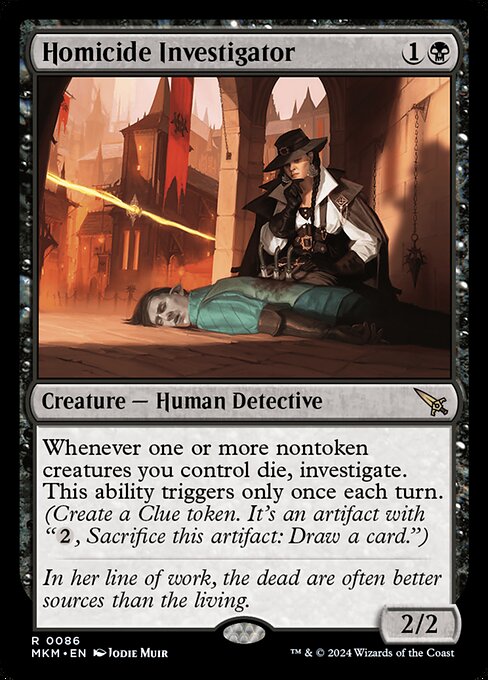 Homicide Investigator 1
Creature — Human Detective
Whenever one or more nontoken
creatures you control die, investigate.
This ability triggers only once each turn.
(Create a Clue token. It's an artifact with
“2, Sacrifice this artifact: Draw a card.”)
In her line of work, the dead are often better
sources than the living.
2/2
R 0086
MKM • EN Jodie Muir
™ & © 2024 Wizards of the Coast